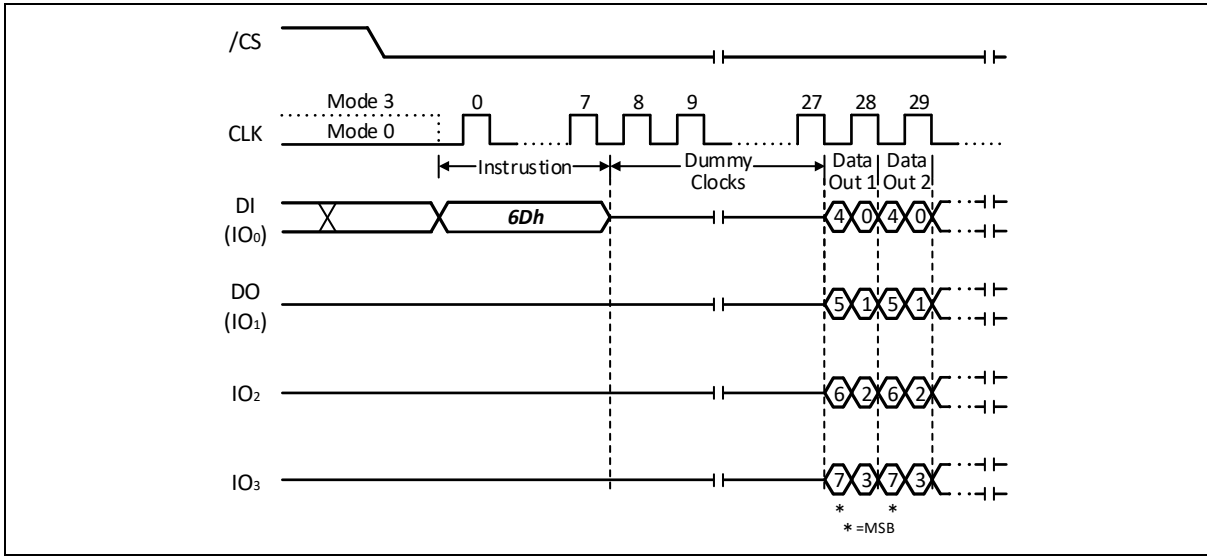 /CS
Mode 3
0 7 8 9 27 28 29
CLK
Mode 0
Instrustion
Dummy Clocks
Data Out 1
Data Out 2
DI (IO₀)
6Dh
4 0 4 0
DO (IO₁)
5 1 5 1
IO₂
6 2 6 2
IO₃
7 3 7 3
* *
* =MSB